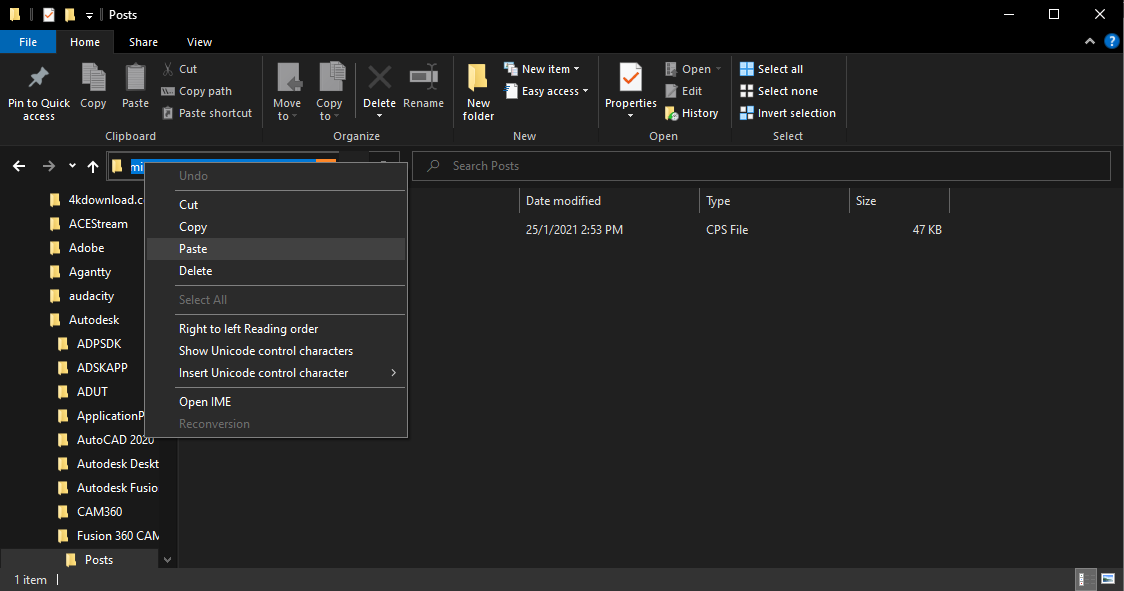 Posts
File Home Share View
Pin to Quick access
Copy
Paste
Cut
Copy path
Paste shortcut
Clipboard
Move to
Copy to
Delete
Rename
Organize
New folder
New item
Easy access
New
Properties
Open
Edit
History
Open
Select all
Select none
Invert selection
Select
mi
Search Posts
Undo
Cut
Copy
Paste
Delete
Select All
Right to left Reading order
Show Unicode control characters
Insert Unicode control character
Open IME
Reconversion
Date modified Type Size
25/1/2021 2:53 PM CPS File 47 KB
4kdownload.c
ACEStream
Adobe
Agantty
audacity
Autodesk
ADPSDK
ADSKAPP
ADUT
ApplicationP
AutoCAD 2020
Autodesk Deskt
Autodesk Fusio
CAM360
Fusion 360 CAM
Posts
1 item